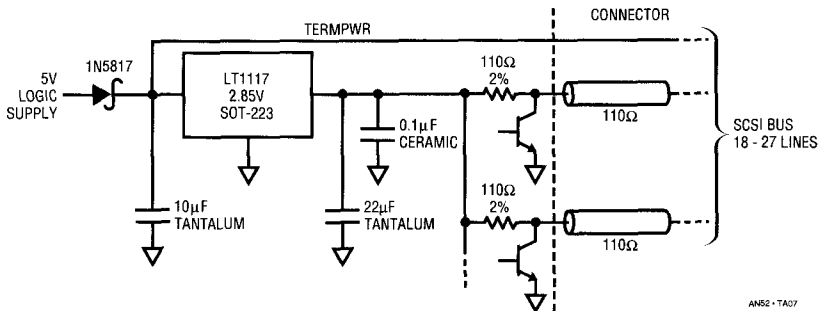 CONNECTOR
TERMPWR
1N5817
5V
LOGIC
SUPPLY
LT1117
2.85V
SOT-223
110Ω
2%
0.1µF
CERAMIC
110Ω
SCSI BUS
18 - 27 LINES
10µF
TANTALUM
22µF
TANTALUM
110Ω
2%
110Ω
AN52 • TA07